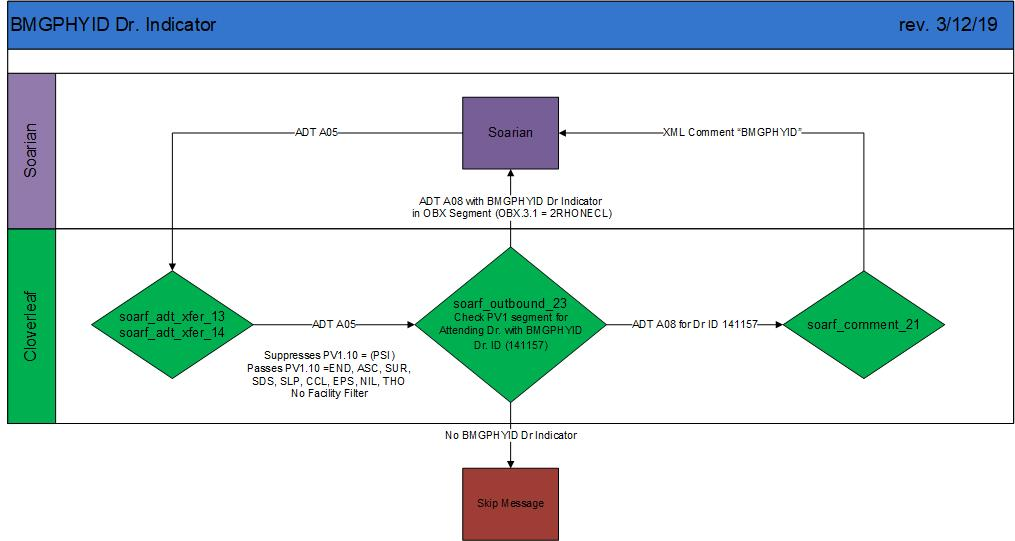 BMGPHYID Dr. Indicator
rev. 3/12/19
Soarian
Soarian
ADT A05
XML Comment “BMGPHYID”
ADT A08 with BMGPHYID Dr Indicator
in OBX Segment (OBX.3.1 = 2RHONECL)
Cloverleaf
soarf_adt_xfer_13
soarf_adt_xfer_14
ADT A05
Suppresses PV1.10 = (PSI)
Passes PV1.10 =END, ASC, SUR,
SDS, SLP, CCL, EPS, NIL, THO
No Facility Filter
soarf_outbound_23
Check PV1 segment for
Attending Dr. with BMGPHYID
Dr. ID (141157)
ADT A08 for Dr ID 141157
soarf_comment_21
No BMGPHYID Dr Indicator
Skip Message